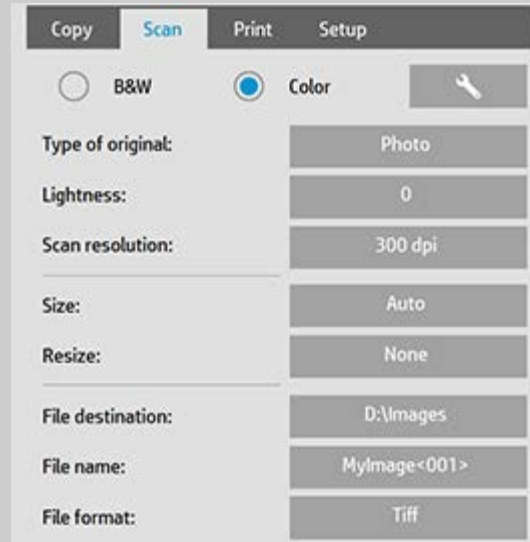 Copy Scan Print Setup
B&W Color
Type of original: Photo
Lightness: 0
Scan resolution: 300 dpi
Size: Auto
Resize: None
File destination: D:\Images
File name: MyImage<001>
File format: Tiff